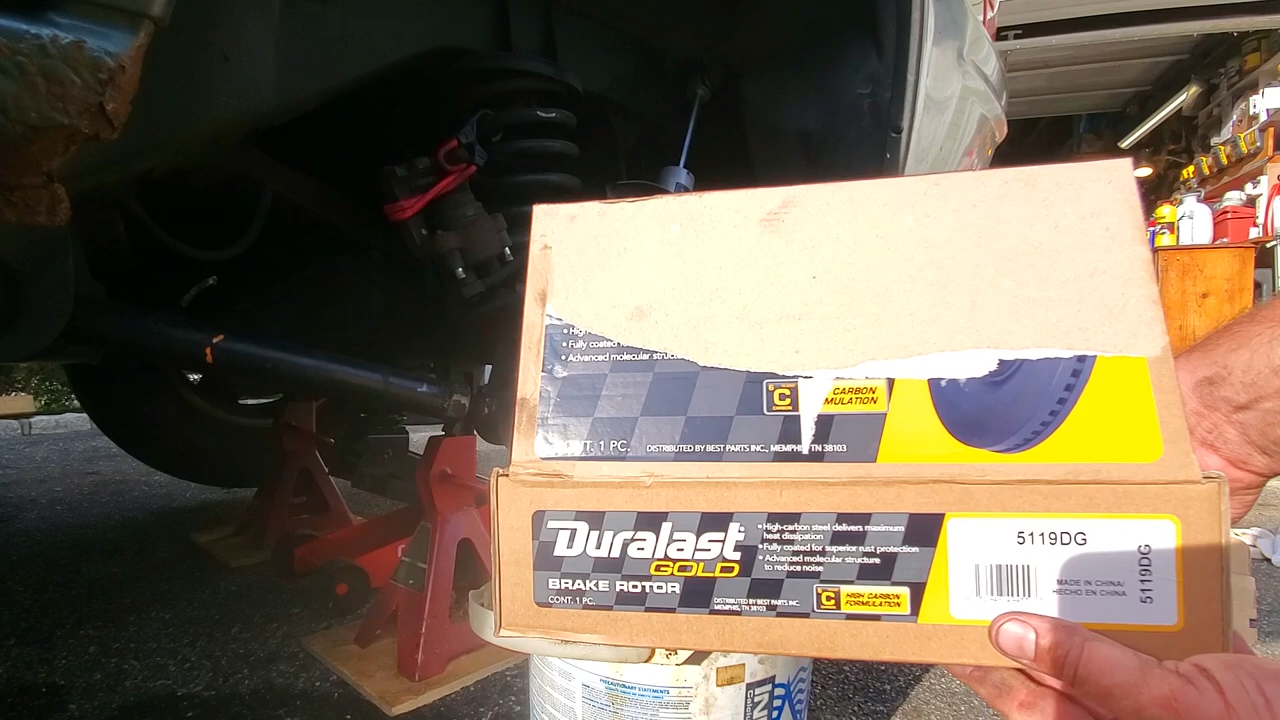 • High-
• Fully coated
• Advanced molecular
C
CARBON
MULATION
CONT. 1 PC.
DISTRIBUTED BY BEST PARTS INC., MEMPHIS, TN 38103
Duralast
GOLD
BRAKE ROTOR
CONT. 1 PC.
• High-carbon steel delivers maximum
heat dissipation
• Fully coated for superior rust protection
• Advanced molecular structure
to reduce noise
DISTRIBUTED BY BEST PARTS INC.
MEMPHIS, TN 38103
C
HIGH CARBON
FORMULATION
5119DG
MADE IN CHINA/
HECHO EN CHINA
5119DG
PRECAUTIONARY STATEMENTS